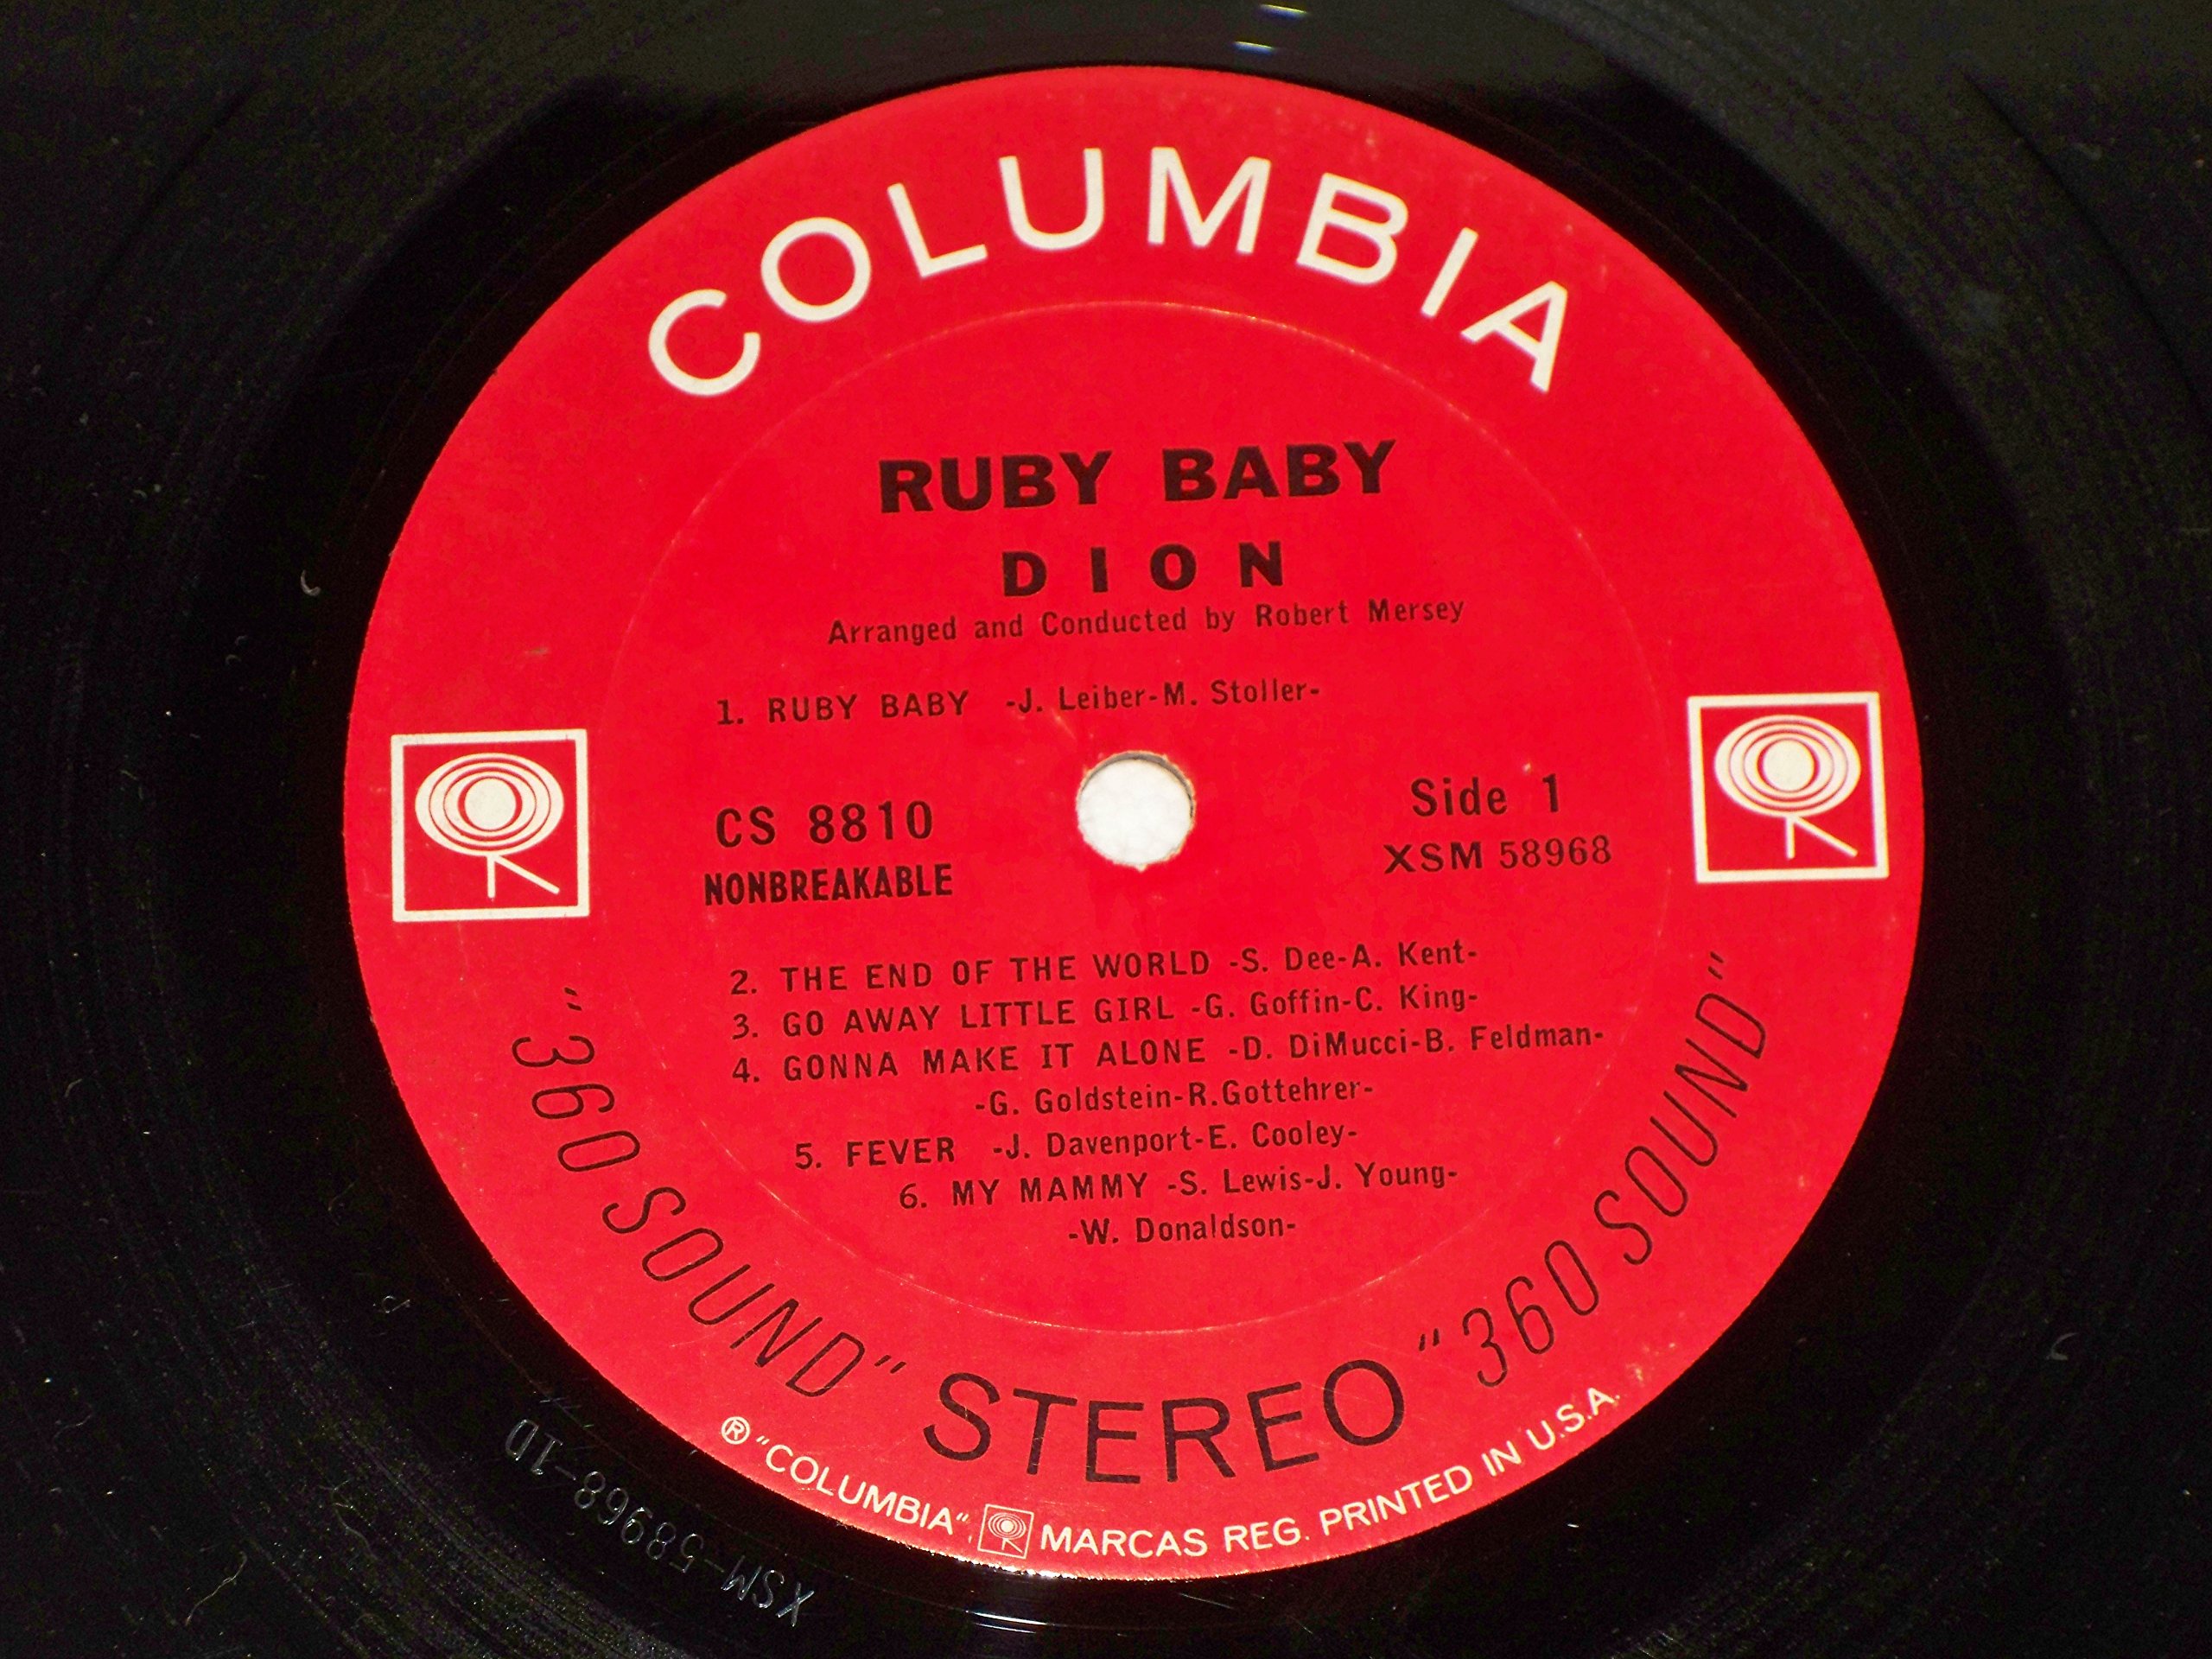 COLUMBIA
RUBY BABY
DION
Arranged and Conducted by Robert Mersey
1. RUBY BABY -J. Leiber-M. Stoller-
CS 8810
NONBREAKABLE
Side 1
XSM 58968
2. THE END OF THE WORLD -S. Dee-A. Kent-
3. GO AWAY LITTLE GIRL -G. Goffin-C. King-
4. GONNA MAKE IT ALONE -D. DiMucci-B. Feldman-
-G. Goldstein-R.Gottehrer-
5. FEVER -J. Davenport-E. Cooley-
6. MY MAMMY -S. Lewis-J. Young-
-W. Donaldson-
"360 SOUND" STEREO "360 SOUND"
® "COLUMBIA", MARCAS REG. PRINTED IN U.S.A.
XSM-58968-1D